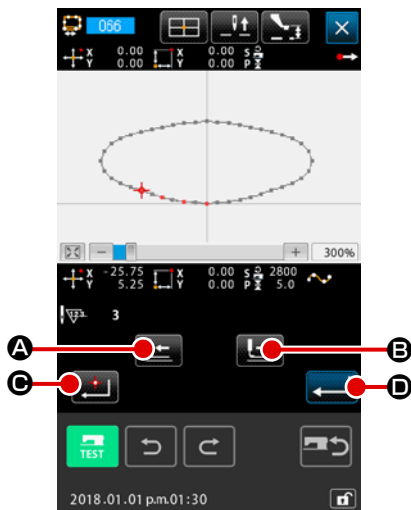 066
X 0.00 X 0.00 S
Y 0.00 Y 0.00 P
300%
X -25.75 X 0.00 S 2800
Y 5.25 Y 0.00 P 5.0
123 3
A
B
C
D
TEST
2018.01.01 p.m.01:30